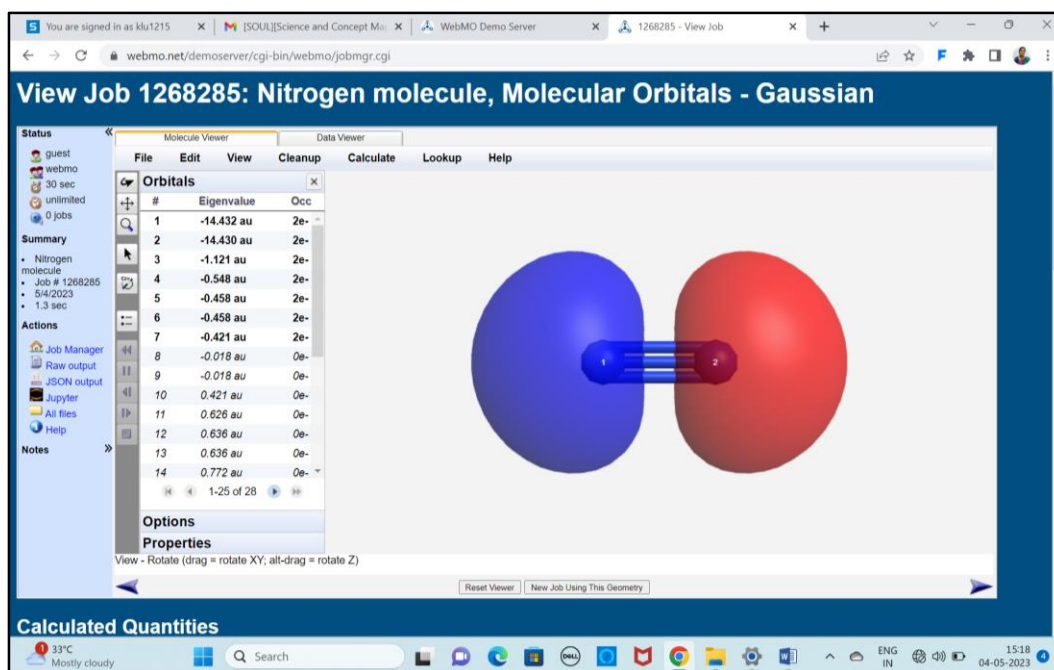 You are signed in as klu1215
[SOUL][Science and Concept Ma
WebMO Demo Server
1268285 - View Job
webmo.net/demoserver/cgi-bin/webmo/jobmgr.cgi
View Job 1268285: Nitrogen molecule, Molecular Orbitals - Gaussian
Status
guest
webmo
30 sec
unlimited
0 jobs
Summary
Nitrogen
molecule
Job # 1268285
5/4/2023
1.3 sec
Actions
Job Manager
Raw output
JSON output
Jupyter
All files
Help
Notes
Molecule Viewer Data Viewer
File Edit View Cleanup Calculate Lookup Help
Orbitals
# Eigenvalue Occ
1 -14.432 au 2e-
2 -14.430 au 2e-
3 -1.121 au 2e-
4 -0.548 au 2e-
5 -0.458 au 2e-
6 -0.458 au 2e-
7 -0.421 au 2e-
8 -0.018 au 0e-
9 -0.018 au 0e-
10 0.421 au 0e-
11 0.626 au 0e-
12 0.636 au 0e-
13 0.636 au 0e-
14 0.772 au 0e-
1-25 of 28
Options
Properties
1 2
View - Rotate (drag = rotate XY; alt-drag = rotate Z)
Reset Viewer New Job Using This Geometry
Calculated Quantities
33°C
Mostly cloudy
Search
ENG
IN
15:18
04-05-2023